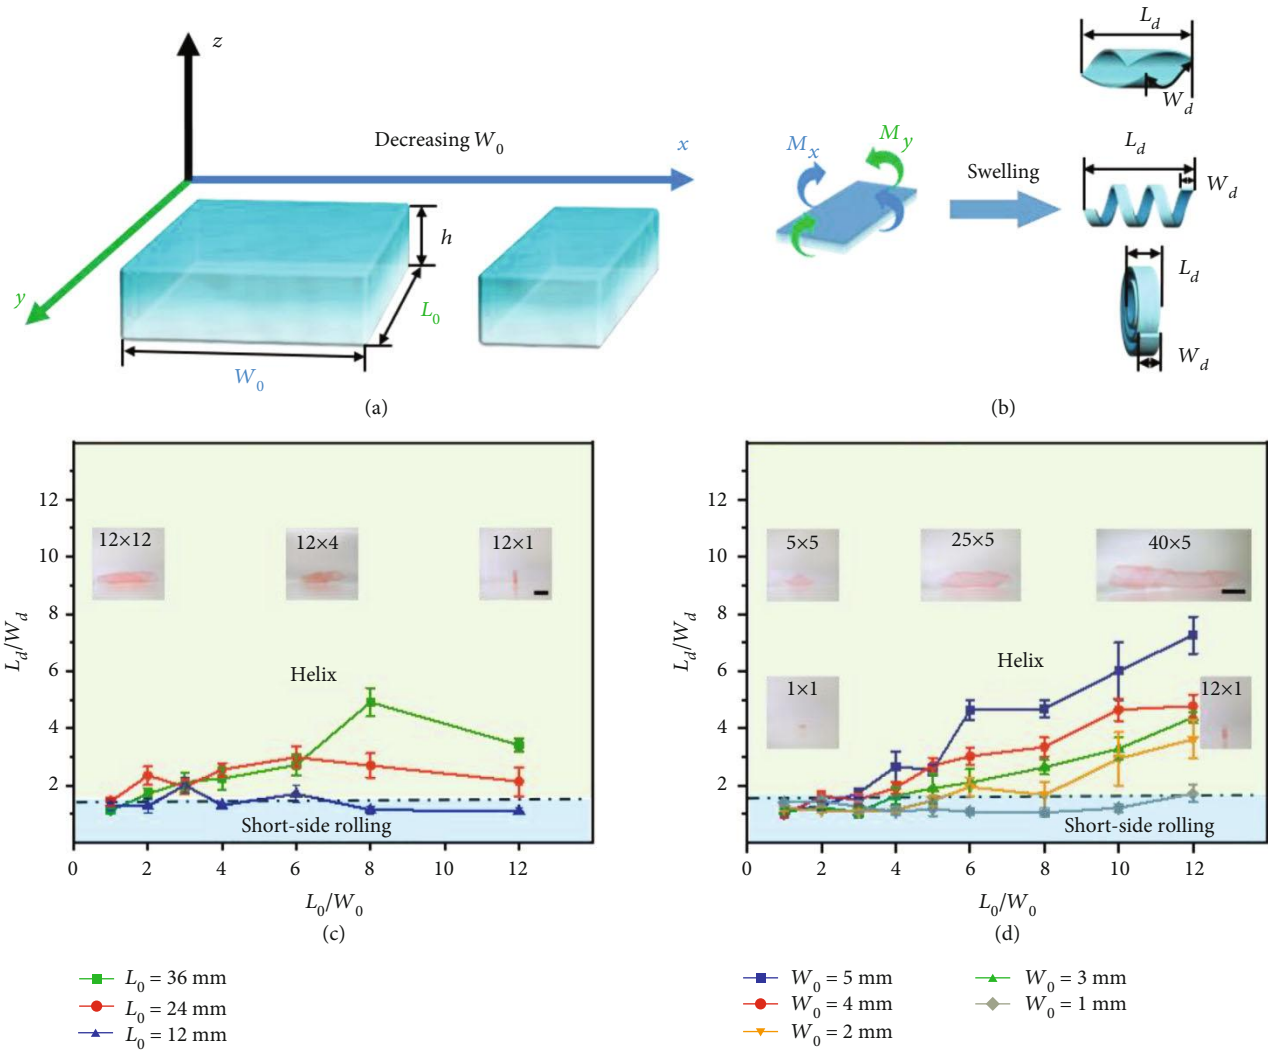 z
Decreasing W0
x
h
y
L0
W0
(a)
Mx
My
Swelling
Ld
Wd
Ld
Wd
Ld
Wd
(b)
Ld/Wd
12
10
8
6
4
2
12×12
12×4
12×1
Helix
Short-side rolling
0 2 4 6 8 10 12
L0/W0
(c)
L0 = 36 mm
L0 = 24 mm
L0 = 12 mm
Ld/Wd
12
10
8
6
4
2
5×5
25×5
40×5
Helix
1×1
12×1
Short-side rolling
0 2 4 6 8 10 12
L0/W0
(d)
W0 = 5 mm
W0 = 4 mm
W0 = 2 mm
W0 = 3 mm
W0 = 1 mm